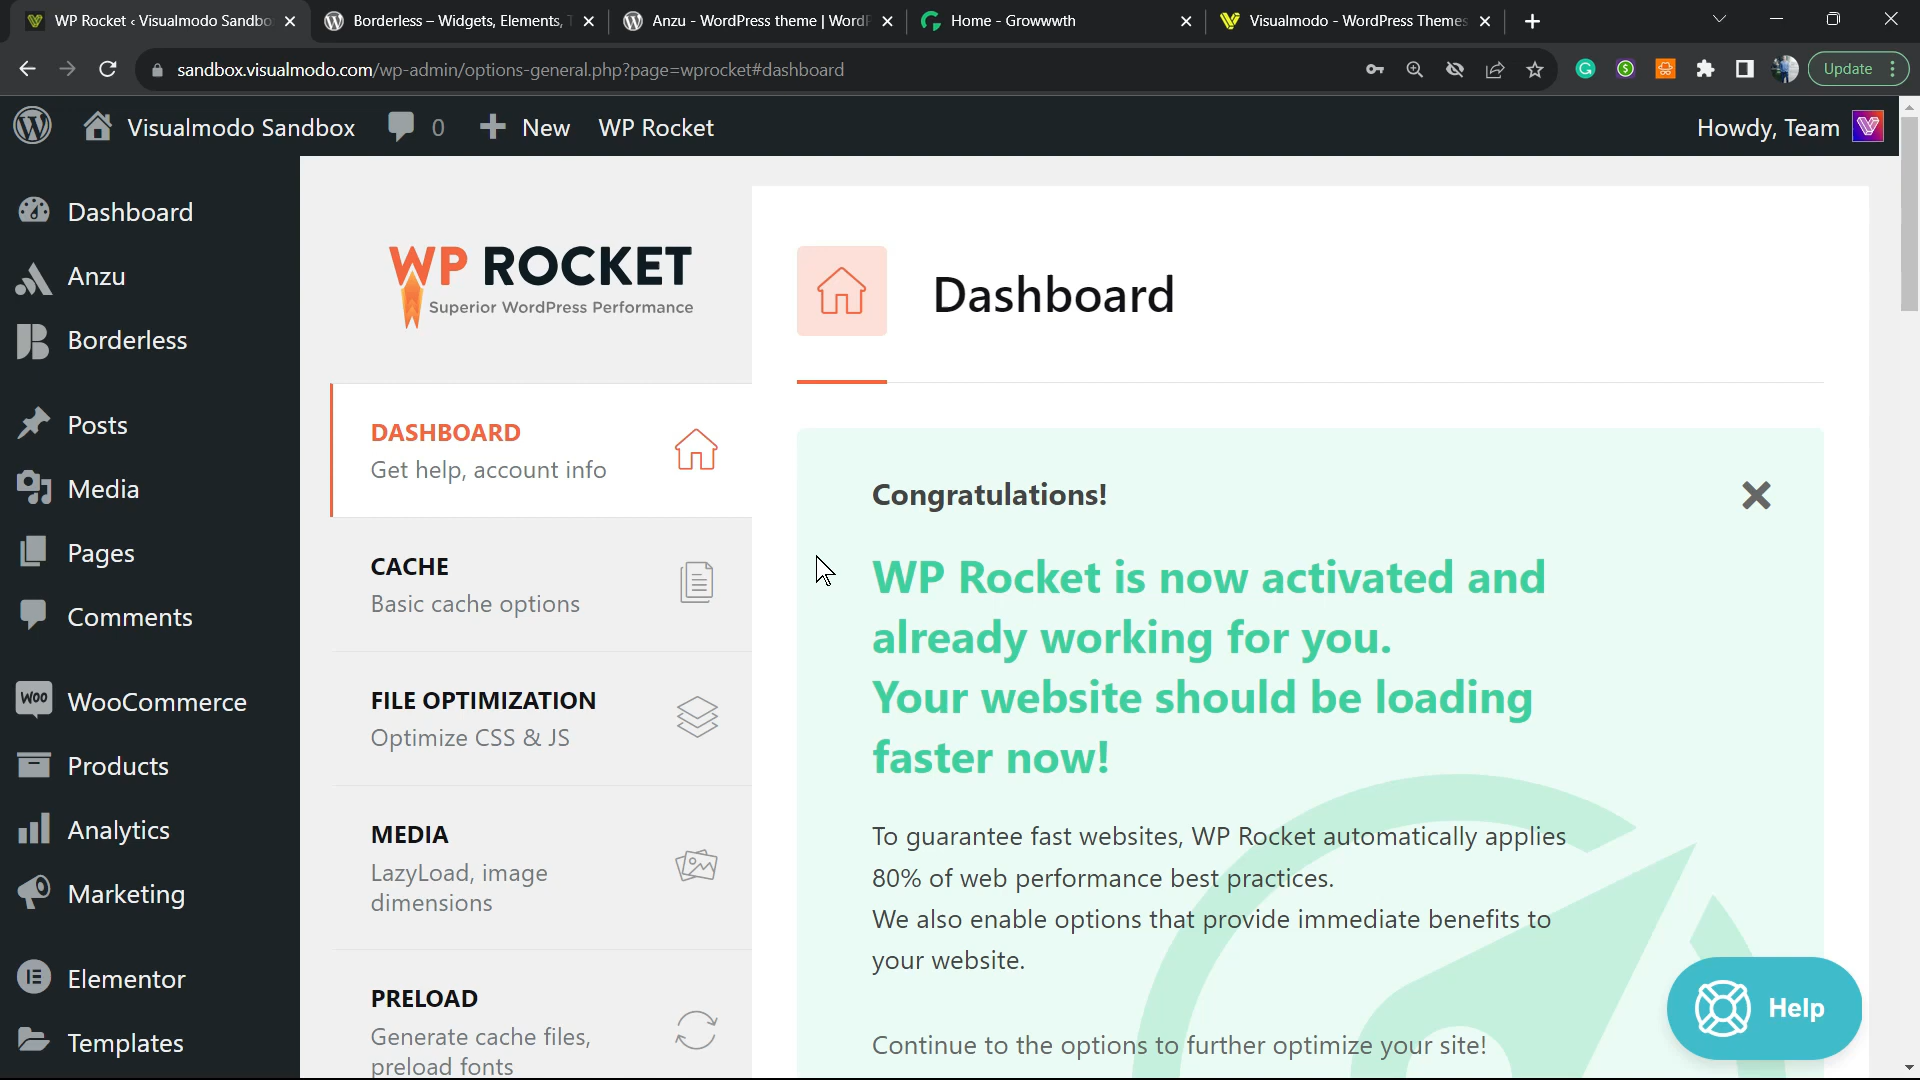 WP Rocket ‹ Visualmodo Sandbo
Borderless – Widgets, Elements, T
Anzu - WordPress theme | WordP
Home - Growwwth
Visualmodo - WordPress Themes
sandbox.visualmodo.com/wp-admin/options-general.php?page=wprocket#dashboard
Update
Visualmodo Sandbox
0
New
WP Rocket
Howdy, Team
Dashboard
Anzu
Borderless
Posts
Media
Pages
Comments
WooCommerce
Products
Analytics
Marketing
Elementor
Templates
WP ROCKET
Superior WordPress Performance
DASHBOARD
Get help, account info
CACHE
Basic cache options
FILE OPTIMIZATION
Optimize CSS & JS
MEDIA
LazyLoad, image
dimensions
PRELOAD
Generate cache files,
preload fonts
Dashboard
Congratulations!
WP Rocket is now activated and
already working for you.
Your website should be loading
faster now!
To guarantee fast websites, WP Rocket automatically applies
80% of web performance best practices.
We also enable options that provide immediate benefits to
your website.
Continue to the options to further optimize your site!
Help